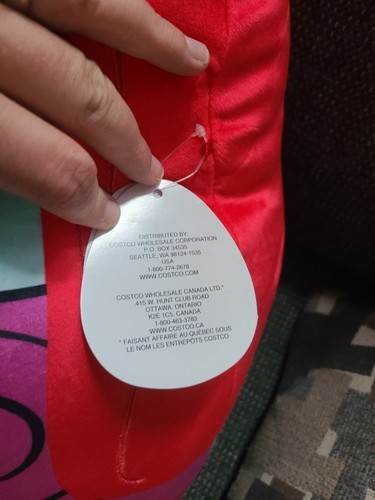 DISTRIBUTED BY:
COSTCO WHOLESALE CORPORATION
P.O. BOX 34535
SEATTLE, WA 98124-1535
USA
1-800-774-2678
WWW.COSTCO.COM
COSTCO WHOLESALE CANADA LTD.*
415 W. HUNT CLUB ROAD
OTTAWA, ONTARIO
K2E 1C5, CANADA
1-800-463-3783
WWW.COSTCO.CA
* FAISANT AFFAIRE AU QUÉBEC SOUS
LE NOM LES ENTREPÔTS COSTCO